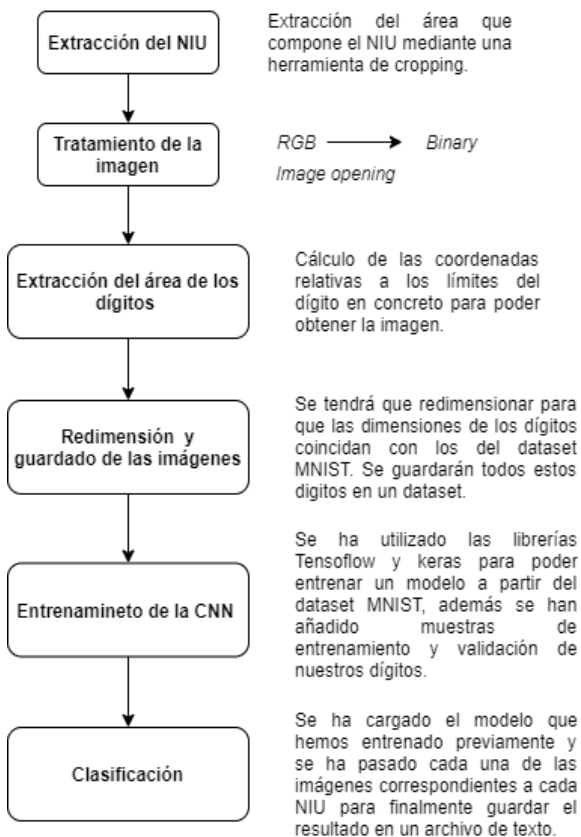 Extracción del NIU
Extracción del área que
compone el NIU mediante una
herramienta de cropping.
Tratamiento de la
imagen
RGB Binary
Image opening
Extracción del área de los
dígitos
Cálculo de las coordenadas
relativas a los límites del
dígito en concreto para poder
obtener la imagen.
Redimensión y
guardado de las imágenes
Se tendrá que redimensionar para
que las dimensiones de los dígitos
coincidan con los del dataset
MNIST. Se guardarán todos estos
digitos en un dataset.
Entrenamineto de la CNN
Se ha utilizado las librerías
Tensoflow y keras para poder
entrenar un modelo a partir del
dataset MNIST, además se han
añadido muestras de
entrenamiento y validación de
nuestros dígitos.
Clasificación
Se ha cargado el modelo que
hemos entrenado previamente y
se ha pasado cada una de las
imágenes correspondientes a cada
NIU para finalmente guardar el
resultado en un archivo de texto.